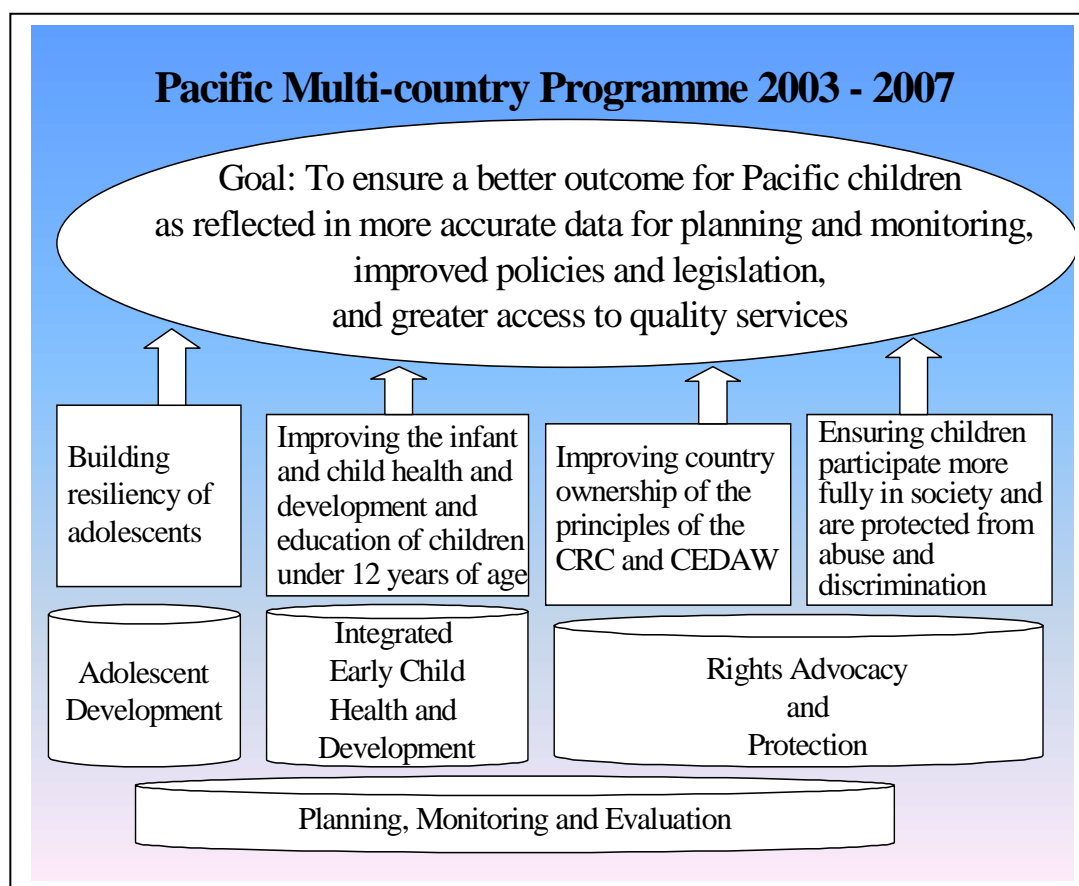 Pacific Multi-country Programme 2003 - 2007
Goal: To ensure a better outcome for Pacific children
as reflected in more accurate data for planning and monitoring,
improved policies and legislation,
and greater access to quality services
Building
resiliency of
adolescents
Improving the infant
and child health and
development and
education of children
under 12 years of age
Improving country
ownership of the
principles of the
CRC and CEDAW
Ensuring children
participate more
fully in society and
are protected from
abuse and
discrimination
Adolescent
Development
Integrated
Early Child
Health and
Development
Rights Advocacy
and
Protection
Planning, Monitoring and Evaluation